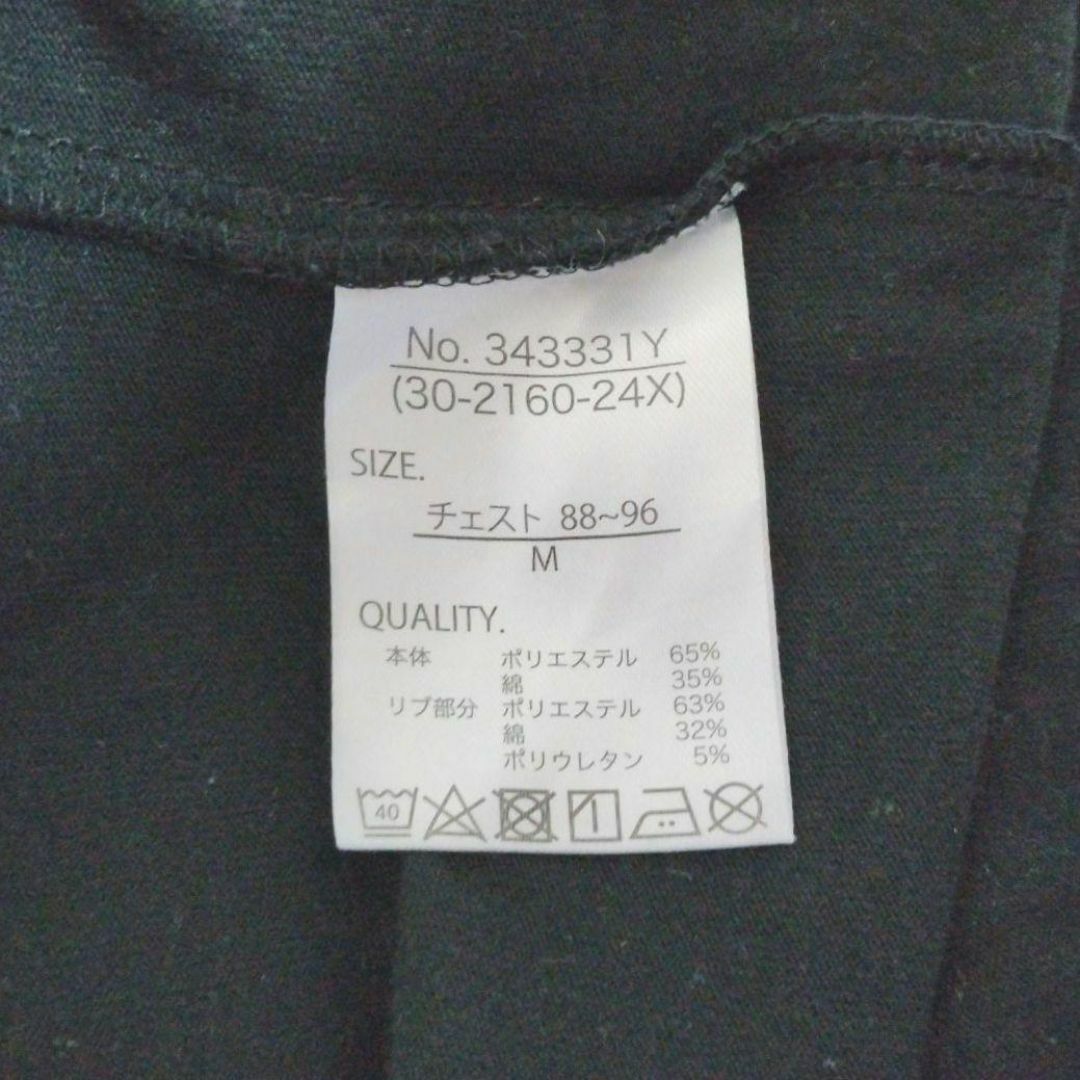 No. 343331Y
(30-2160-24X)
SIZE.
チェスト 88~96
M
QUALITY.
本体 ポリエステル 65%
綿 35%
リブ部分 ポリエステル 63%
綿 32%
ポリウレタン 5%
40